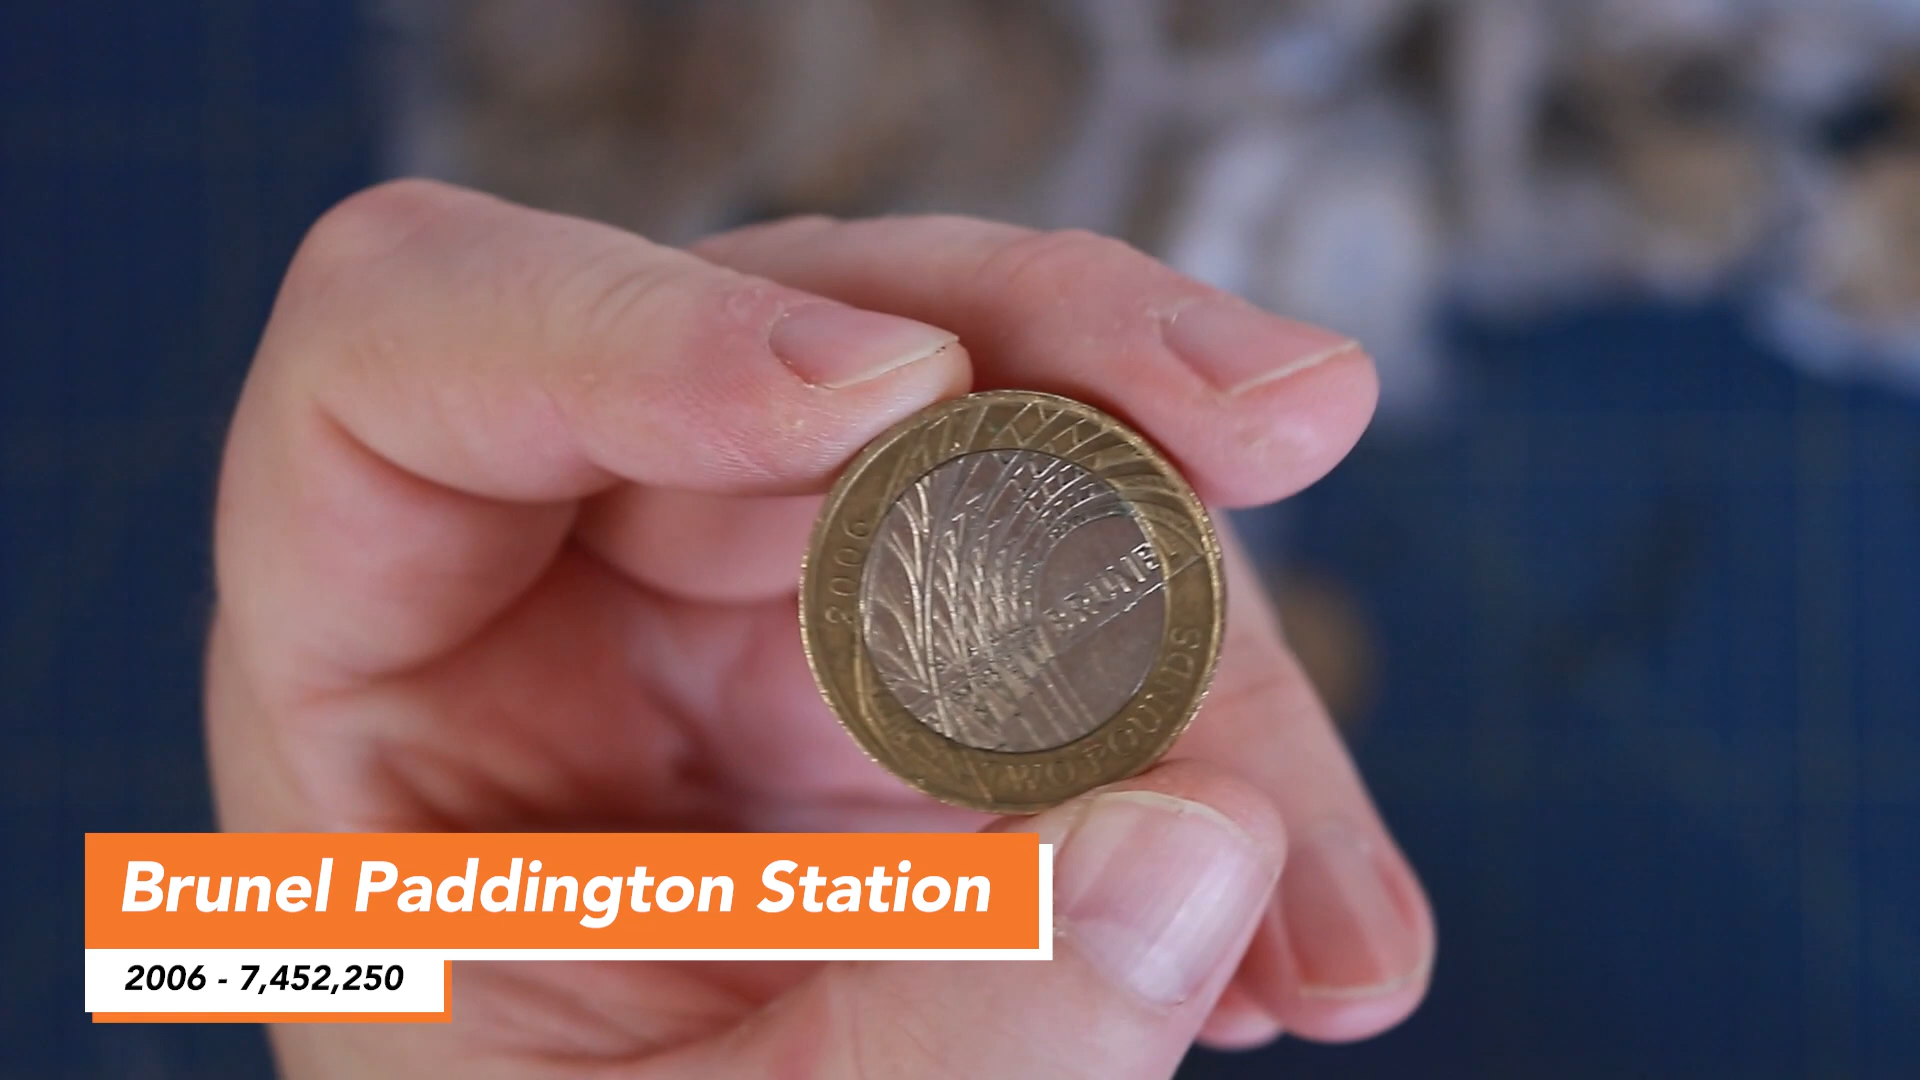 2006
BRUNEL
TWO POUNDS
Brunel Paddington Station
2006 - 7,452,250